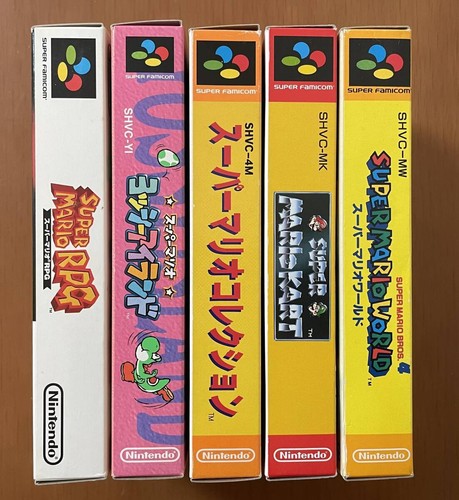 SUPER FAMICOM
SUPER
MARIO
RPG
スーパーマリオRPG
TM
Nintendo
SUPER FAMICOM
SHVC-YI
スーパーマリオ
ヨッシーアイランド
Nintendo
SUPER FAMICOM
SHVC-4M
スーパーマリオコレクション
TM
Nintendo
SUPER FAMICOM
SHVC-MK
SUPER
MARIO KART
TM
Nintendo
SUPER FAMICOM
SHVC-MW
SUPER MARIO BROS. 4
SUPER MARIO WORLD
TM
スーパーマリオワールド
Nintendo